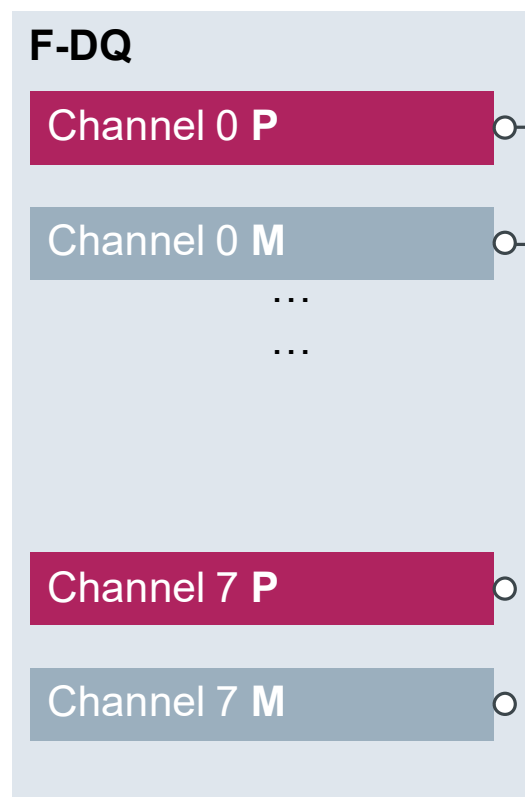 F-DQ
Channel 0 P
Channel 0 M
...
...
Channel 7 P
Channel 7 M